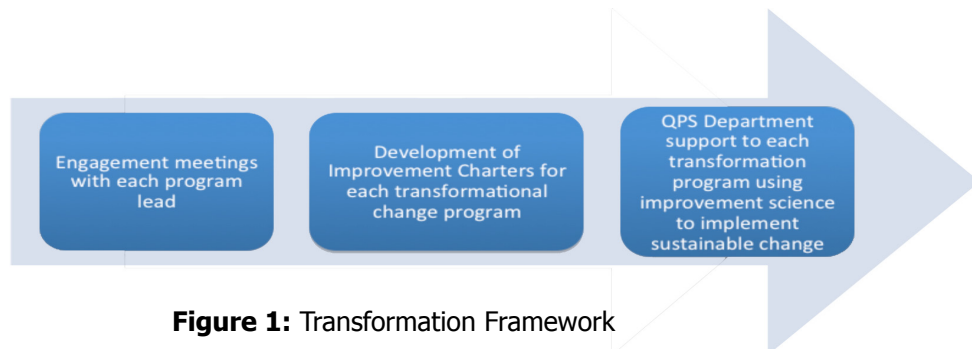 Engagement meetings
with each program
lead
Development of
Improvement Charters for
each transformational
change program
QPS Department
support to each
transformation
program using
improvement science
to implement
sustainable change
Figure 1: Transformation Framework